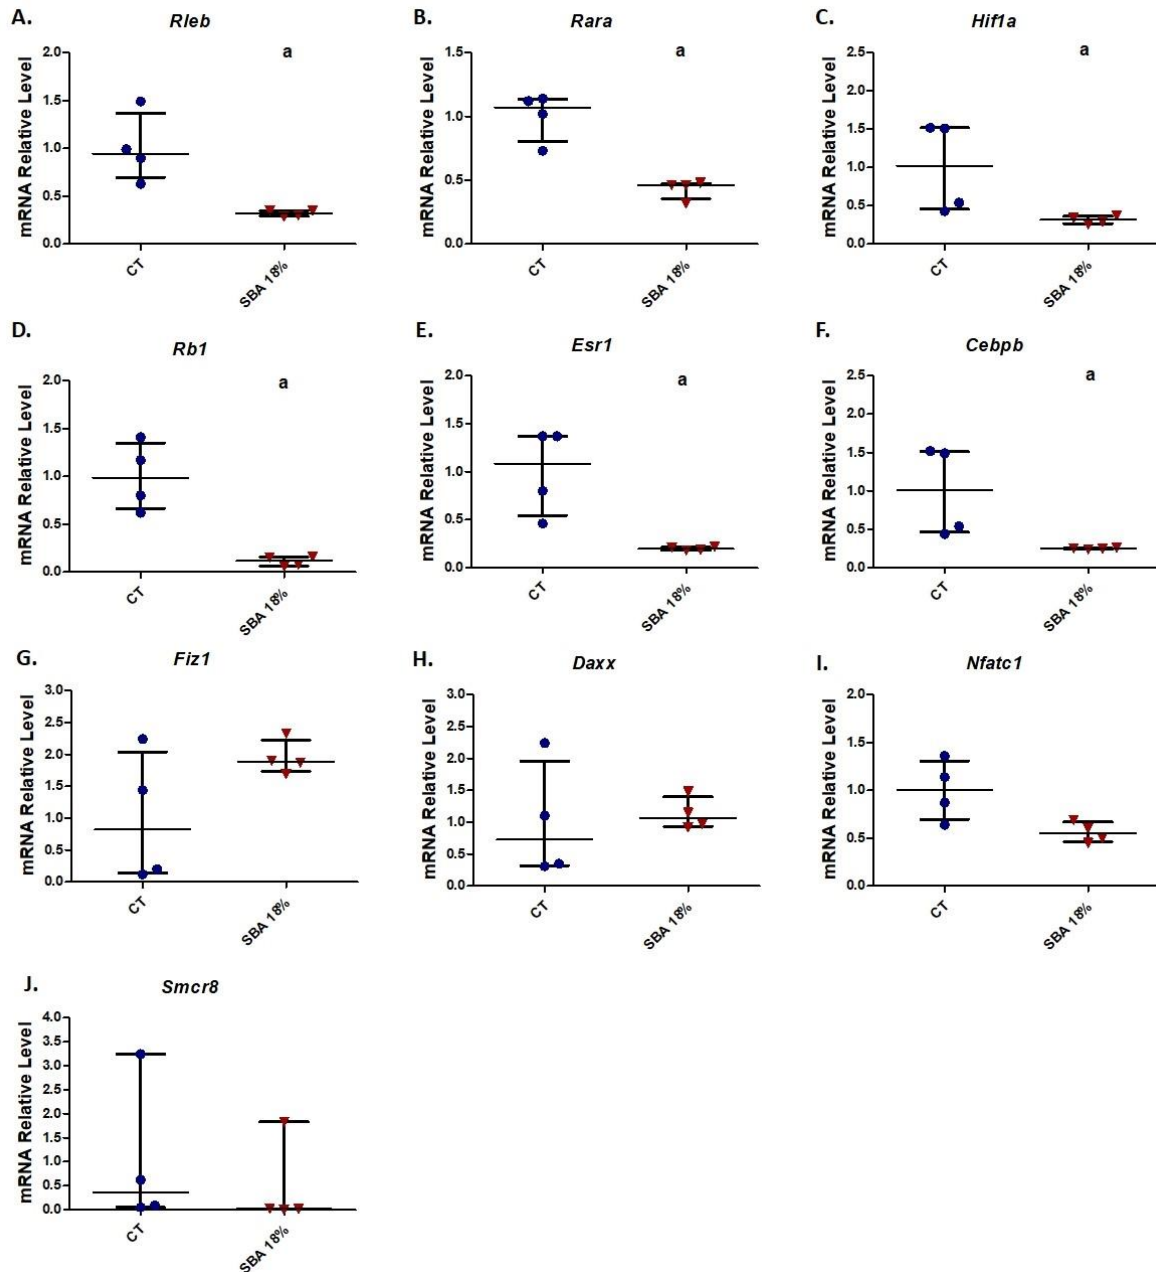 A. Rleb
a
mRNA Relative Level
2.0
1.5
1.0
0.5
0.0
CT
SBA 18%
B. Rara
a
mRNA Relative Level
1.5
1.0
0.5
0.0
CT
SBA 18%
C. Hif1a
a
mRNA Relative Level
2.5
2.0
1.5
1.0
0.5
0.0
CT
SBA 18%
D. Rb1
a
mRNA Relative Level
2.0
1.5
1.0
0.5
0.0
CT
SBA 18%
E. Esr1
a
mRNA Relative Level
2.0
1.5
1.0
0.5
0.0
CT
SBA 18%
F. Cebpb
a
mRNA Relative Level
2.5
2.0
1.5
1.0
0.5
0.0
CT
SBA 18%
G. Fiz1
mRNA Relative Level
3.0
2.5
2.0
1.5
1.0
0.5
0.0
CT
SBA 18%
H. Daxx
mRNA Relative Level
3.0
2.5
2.0
1.5
1.0
0.5
0.0
CT
SBA 18%
I. Nfatc1
mRNA Relative Level
2.0
1.5
1.0
0.5
0.0
CT
SBA 18%
J. Smcr8
mRNA Relative Level
4.0
3.5
3.0
2.5
2.0
1.5
1.0
0.5
0.0
CT
SBA 18%